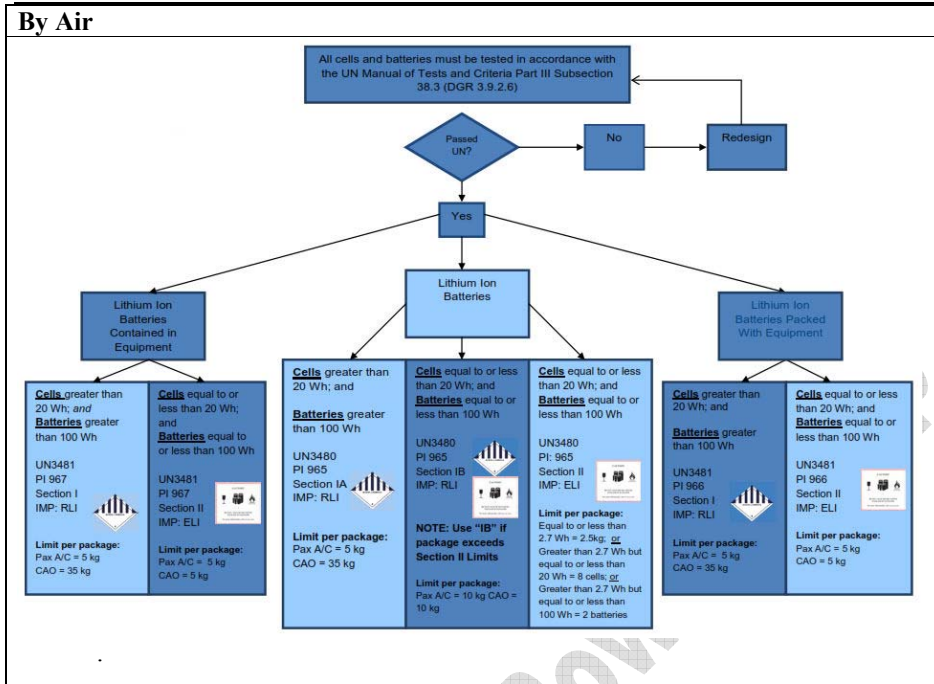 By Air
All cells and batteries must be tested in accordance with
the UN Manual of Tests and Criteria Part III Subsection
38.3 (DGR 3.9.2.6)
Passed
UN?
No
Redesign
Yes
Lithium Ion
Batteries
Contained in
Equipment
Lithium Ion
Batteries
Lithium Ion
Batteries Packed
With Equipment
Cells greater than
20 Wh; and
Batteries greater
than 100 Wh
UN3481
PI 967
Section I
IMP: RLI
Limit per package:
Pax A/C = 5 kg
CAO = 35 kg
Cells equal to or
less than 20 Wh;
and
Batteries equal to
or less than 100 Wh
UN3481
PI 967
Section II
IMP: ELI
Limit per package:
Pax A/C = 5 kg
CAO = 5 kg
Cells greater than
20 Wh; and
Batteries greater
than 100 Wh
UN3480
PI 965
Section IA
IMP: RLI
Limit per package:
Pax A/C = 5 kg
CAO = 35 kg
Cells equal to or less
than 20 Wh; and
Batteries equal to or
less than 100 Wh
UN3480
PI 965
Section IB
IMP: RLI
NOTE: Use "IB" if
package exceeds
Section II Limits
Limit per package:
Pax A/C = 10 kg CAO =
10 kg
Cells equal to or less
than 20 Wh; and
Batteries equal to or
less than 100 Wh
UN3480
PI: 965
Section II
IMP: ELI
Limit per package:
Equal to or less than
2.7 Wh = 2.5kg; or
Greater than 2.7 Wh but
equal to or less than
20 Wh = 8 cells; or
Greater than 2.7 Wh but
equal to or less than
100 Wh = 2 batteries
Cells greater than
20 Wh; and
Batteries greater
than 100 Wh
UN3481
PI 966
Section I
IMP: RLI
Limit per package:
Pax A/C = 5 kg
CAO = 35 kg
Cells equal to or less
than 20 Wh; and
Batteries equal to or
less than 100 Wh
UN3481
PI 966
Section II
IMP: ELI
Limit per package:
Pax A/C = 5 kg
CAO = 5 kg